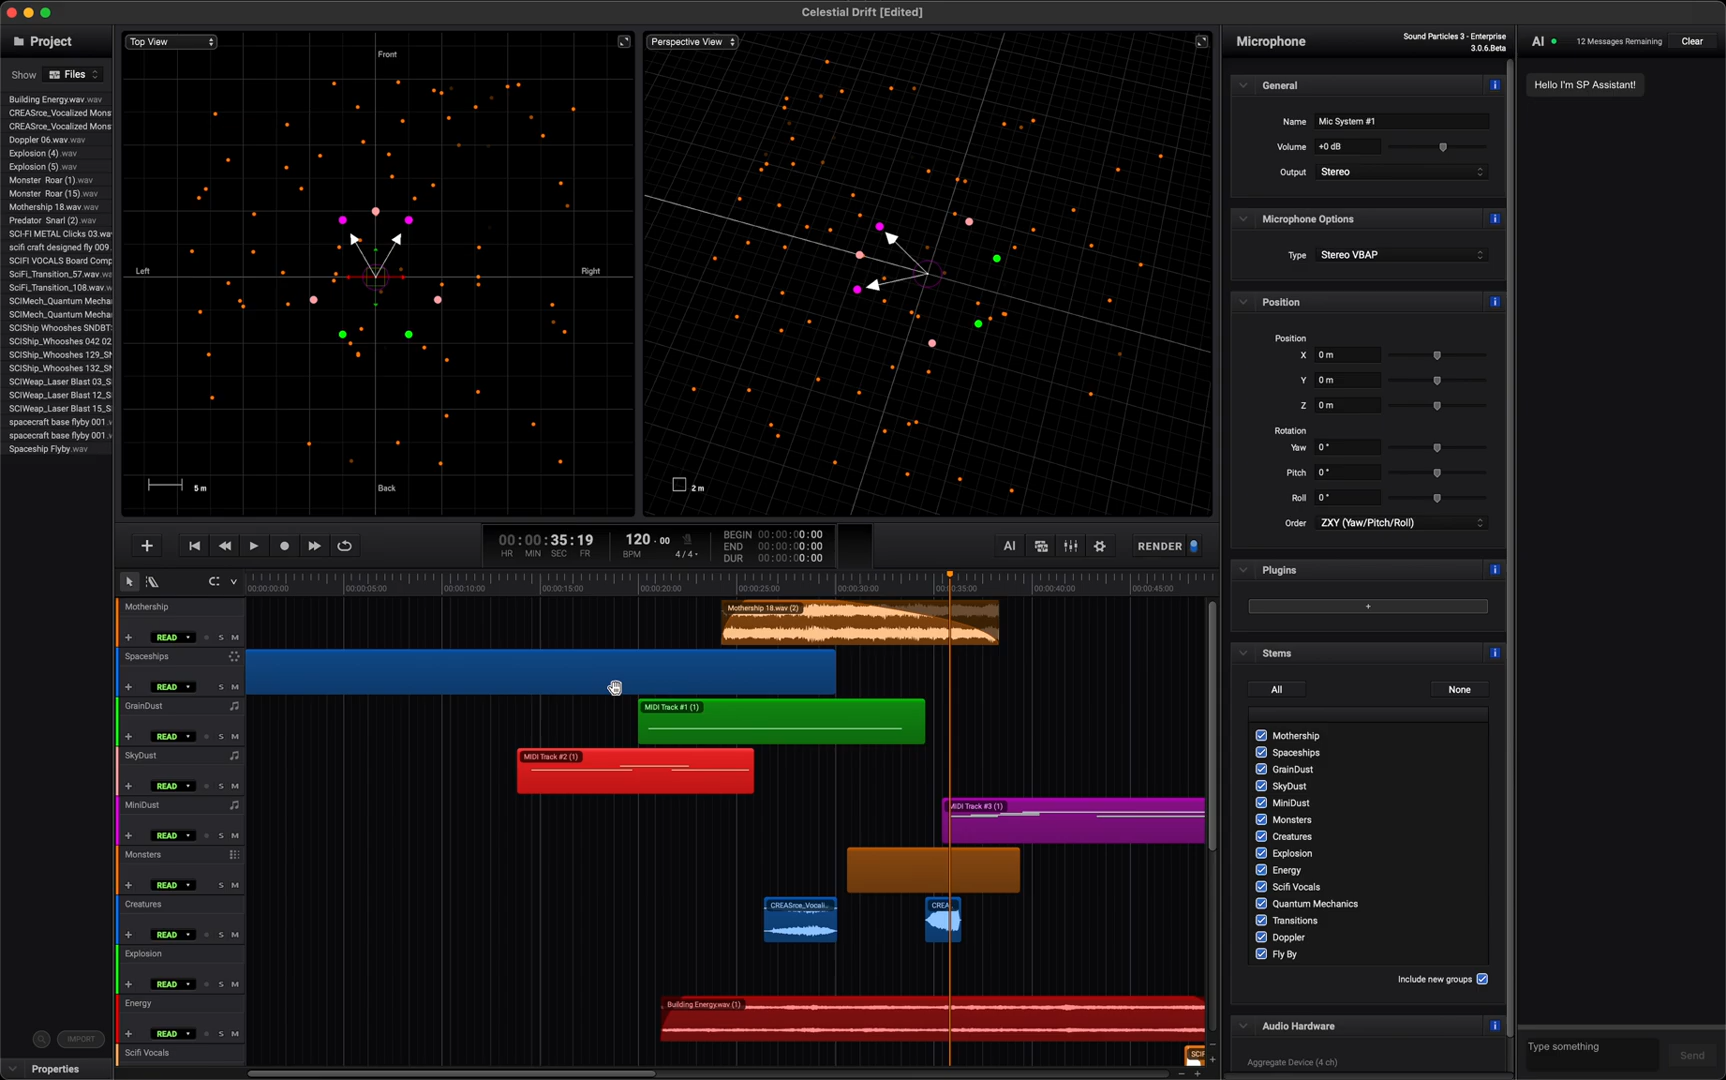 Celestial Drift [Edited]
Project
Show
Files
Building Energy.wav.wav
CREASrce_Vocalized Mons
CREASrce_Vocalized Mons
Doppler 06.wav.wav
Explosion (4) .wav
Explosion (5) .wav
Monster Roar (1).wav
Monster Roar (15).wav
Mothership 18.wav.wav
Predator Snarl (2).wav
SCI-FI METAL Clicks 03.wav
scifi craft designed fly 009.
SCIFI VOCALS Board Comp
SciFi_Transition_57.wav.wa
SciFi_Transition_108.wav.w
SCIMech_Quantum Mecha
SCIMech_Quantum Mecha
SCIShip Whooshes SNDBT
SCIShip_Whooshes 042 02
SCIShip_Whooshes 129_SN
SCIShip_Whooshes 132_SN
SCIWeap_Laser Blast 03_S
SCIWeap_Laser Blast 12_S
SCIWeap_Laser Blast 15_S
spacecraft base flyby 001.w
spacecraft base flyby 001.v
Spaceship Flyby.wav
IMPORT
Properties
Top View
Front
Left
Right
Back
5 m
Perspective View
2 m
00:00:35:19
HR MIN SEC FR
120.00
BPM
4/4
BEGIN 00:00:00:00
END 00:00:00:00
DUR 00:00:00:00
AI
RENDER
00:00:00:00
00:00:05:00
00:00:10:00
00:00:15:00
00:00:20:00
00:00:25:00
00:00:30:00
00:00:35:00
00:00:40:00
00:00:45:00
Mothership
READ
S M
Mothership 18.wav (2)
Spaceships
READ
S M
GrainDust
READ
S M
MIDI Track #1 (1)
SkyDust
READ
S M
MIDI Track #2 (1)
MiniDust
READ
S M
MIDI Track #3 (1)
Monsters
READ
S M
Creatures
READ
S M
CREASrce_Vocali..
CREA..
Explosion
READ
S M
Energy
READ
S M
Building Energy.wav (1)
Scifi Vocals
SCIF
Microphone
Sound Particles 3 - Enterprise
3.0.6.Beta
General
Name
Mic System #1
Volume
+0 dB
Output
Stereo
Microphone Options
Type
Stereo VBAP
Position
Position
X
0 m
Y
0 m
Z
0 m
Rotation
Yaw
0 °
Pitch
0 °
Roll
0 °
Order
ZXY (Yaw/Pitch/Roll)
Plugins
+
Stems
All
None
Mothership
Spaceships
GrainDust
SkyDust
MiniDust
Monsters
Creatures
Explosion
Energy
Scifi Vocals
Quantum Mechanics
Transitions
Doppler
Fly By
Include new groups
Audio Hardware
Aggregate Device (4 ch)
AI
12 Messages Remaining
Clear
Hello I'm SP Assistant!
Type something
Send